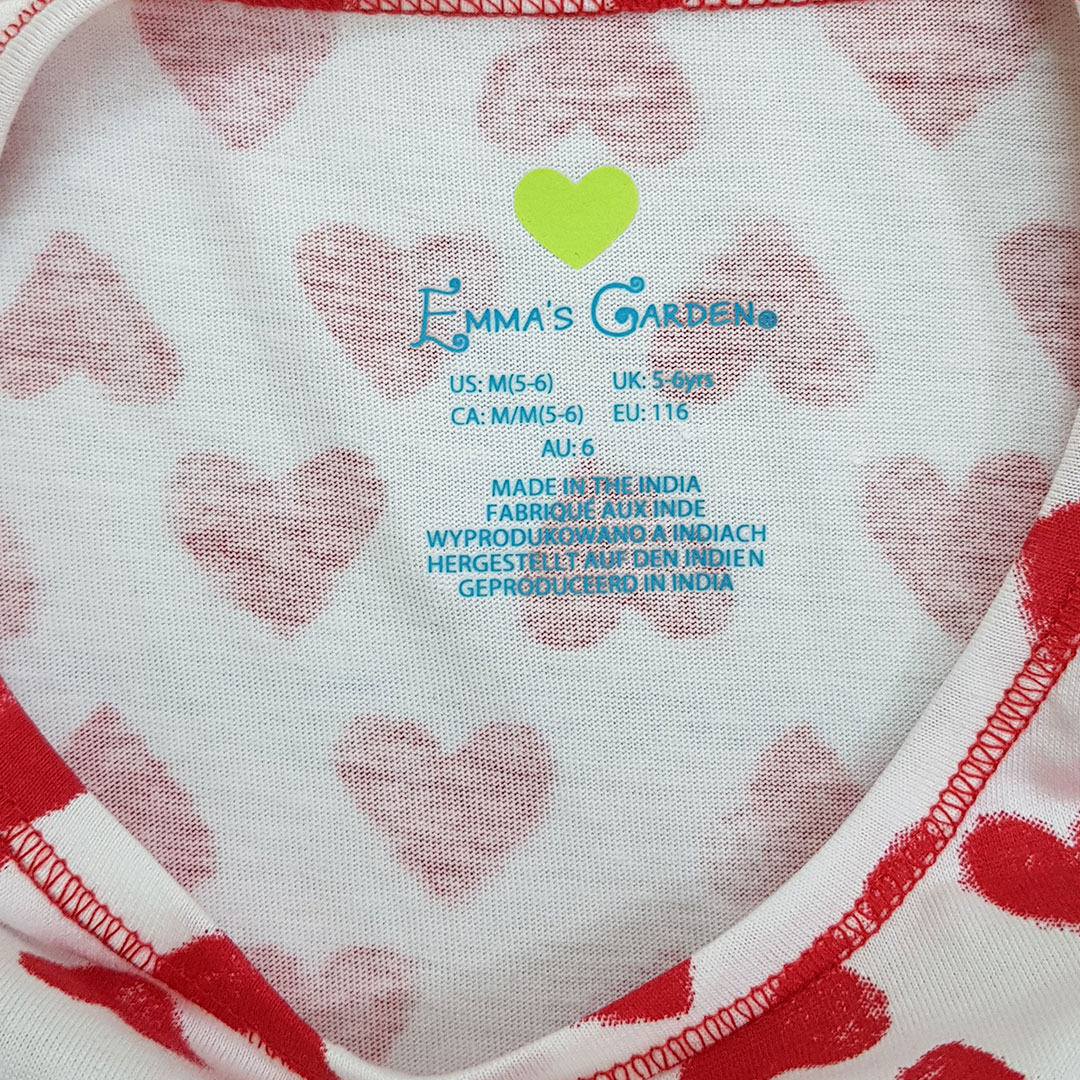 EMMA'S GARDEN®
US: M(5-6) UK: 5-6yrs
CA: M/M(5-6) EU: 116
AU: 6
MADE IN THE INDIA
FABRIQUÉ AUX INDE
WYPRODUKOWANO A INDIACH
HERGESTELLT AUF DEN INDIEN
GEPRODUCEERD IN INDIA